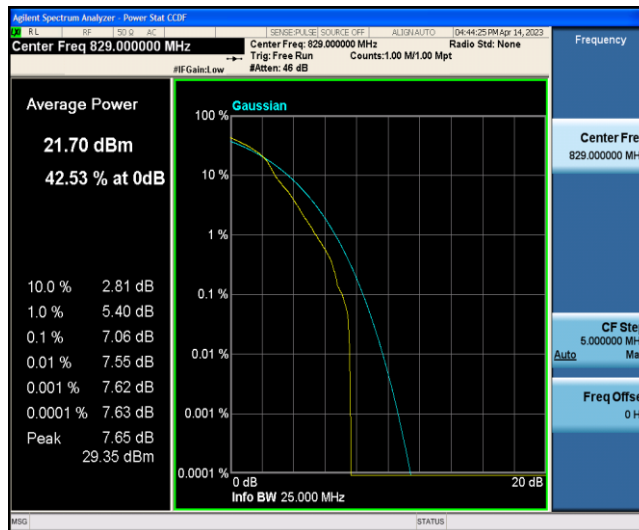 Agilent Spectrum Analyzer - Power Stat CCDF
RL RF 50 Ω AC SENSE:PULSE SOURCE OFF ALIGN AUTO 04:44:25 PM Apr 14, 2023
Center Freq 829.000000 MHz
Center Freq: 829.000000 MHz Radio Std: None
Trig: Free Run Counts:1.00 M/1.00 Mpt
#IFGain:Low #Atten: 46 dB
Frequency
Average Power
21.70 dBm
42.53 % at 0dB
10.0 % 2.81 dB
1.0 % 5.40 dB
0.1 % 7.06 dB
0.01 % 7.55 dB
0.001 % 7.62 dB
0.0001 % 7.63 dB
Peak 7.65 dB
29.35 dBm
Gaussian
100 %
10 %
1 %
0.1 %
0.01 %
0.001 %
0.0001 %
0 dB 20 dB
Info BW 25.000 MHz
Center Fre
829.000000 MH
CF Ste
5.000000 MH
Auto Ma
Freq Offse
0 H
MSG STATUS